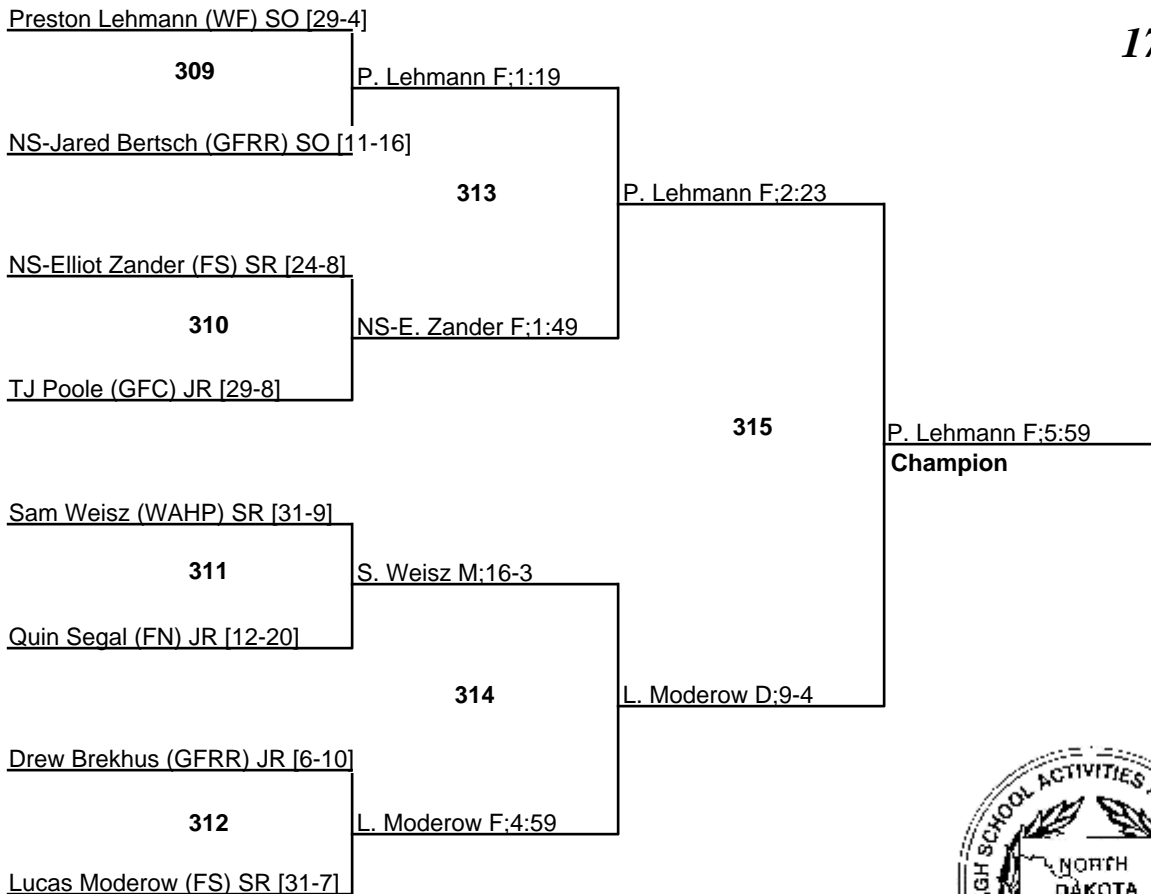 Preston Lehmann (WF) SO [29-4]
17
309
P. Lehmann F;1:19
NS-Jared Bertsch (GFRR) SO [11-16]
313
P. Lehmann F;2:23
NS-Elliot Zander (FS) SR [24-8]
310
NS-E. Zander F;1:49
TJ Poole (GFC) JR [29-8]
315
P. Lehmann F;5:59
Champion
Sam Weisz (WAHP) SR [31-9]
311
S. Weisz M;16-3
Quin Segal (FN) JR [12-20]
314
L. Moderow D;9-4
Drew Brekhus (GFRR) JR [6-10]
312
L. Moderow F;4:59
Lucas Moderow (FS) SR [31-7]
SCHOOL ACTIVITIES
NORTH
DAKOTA